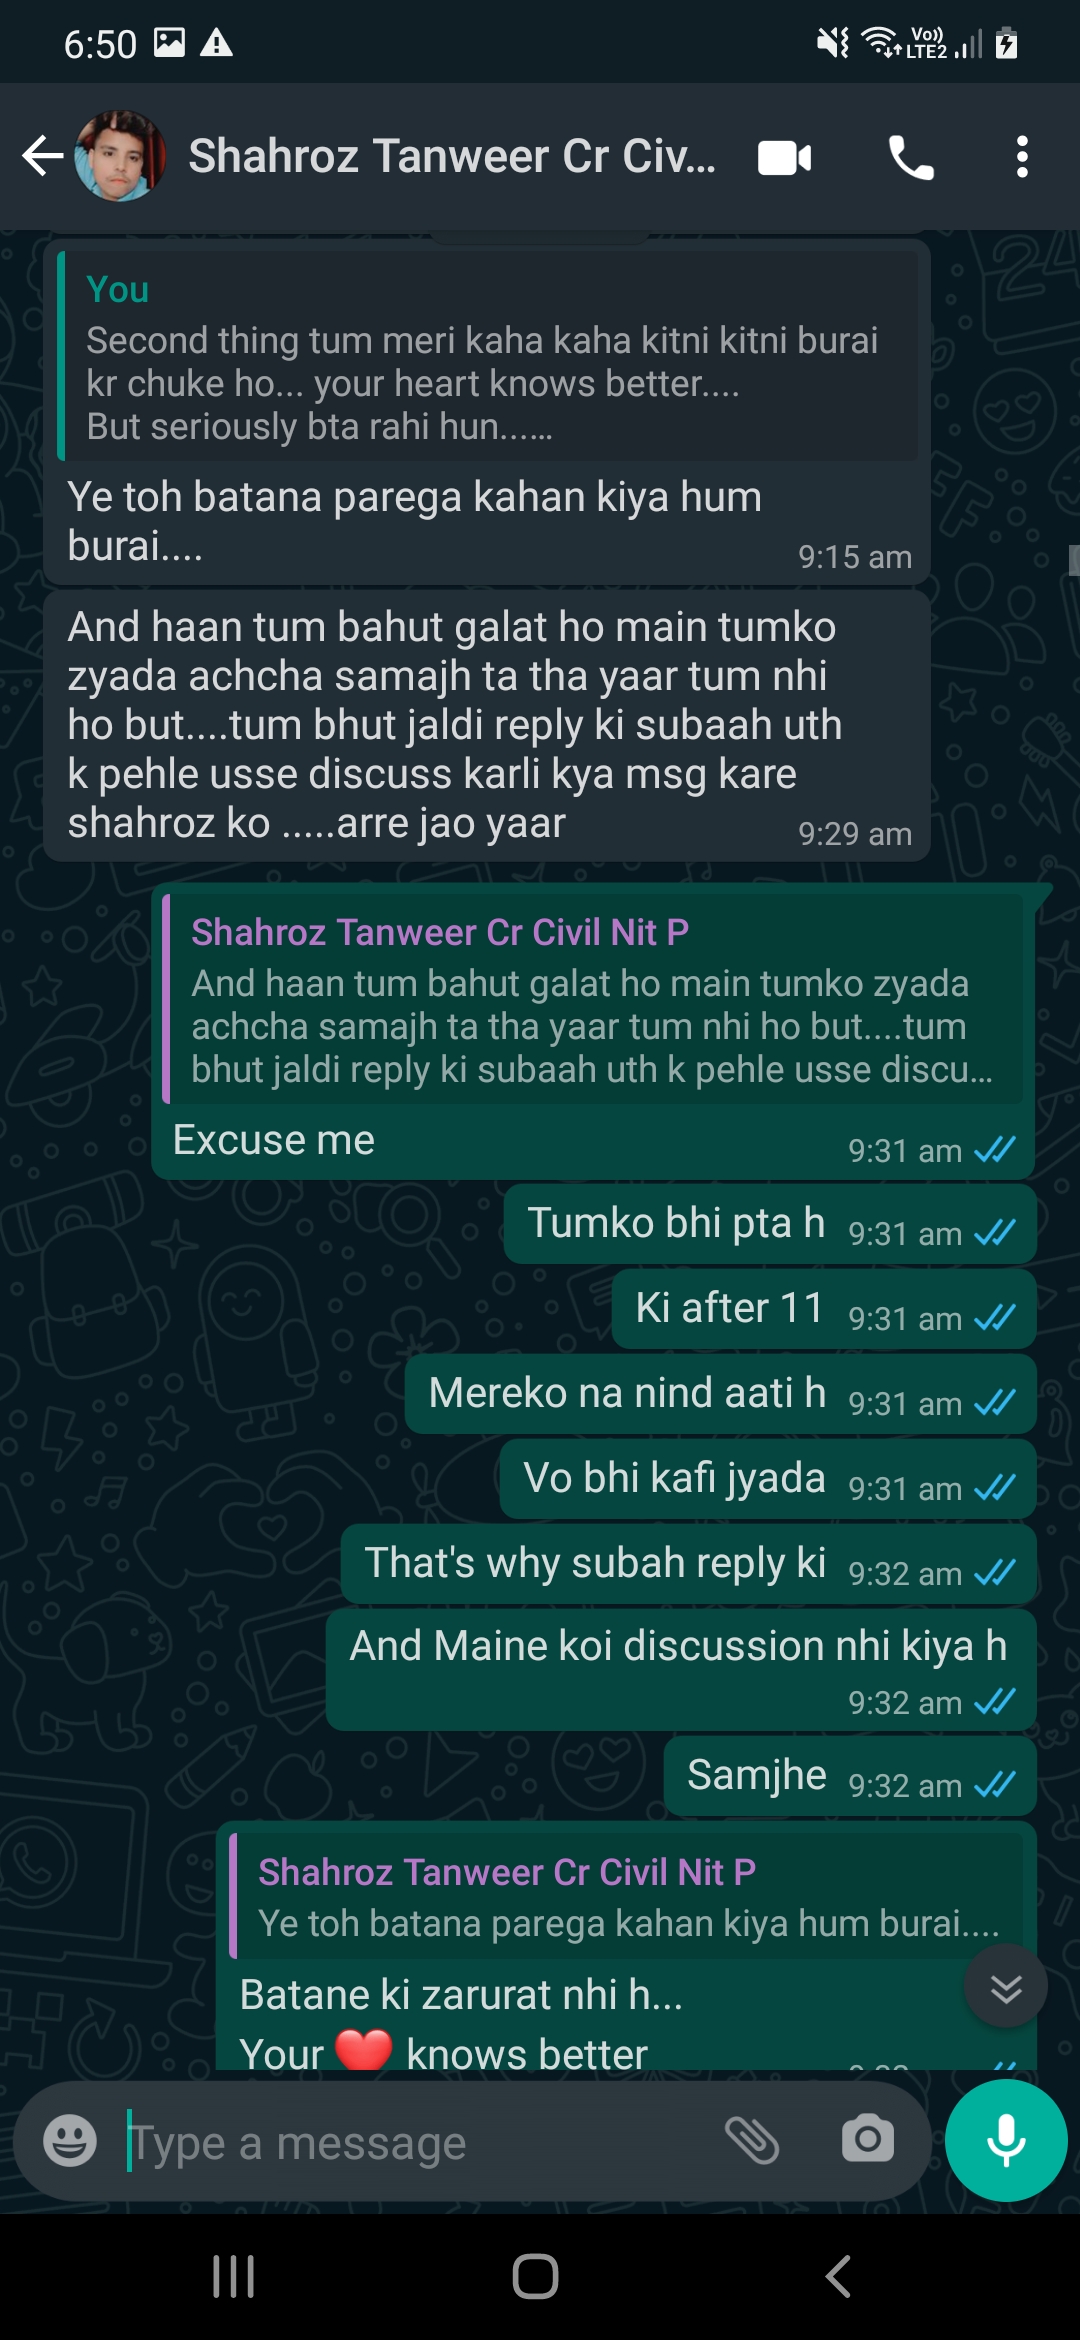 6:50
Vo))
LTE2
Shahroz Tanweer Cr Civ...
You
Second thing tum meri kaha kaha kitni kitni burai
kr chuke ho... your heart knows better....
But seriously bta rahi hun......
Ye toh batana parega kahan kiya hum
burai....
9:15 am
And haan tum bahut galat ho main tumko
zyada achcha samajh ta tha yaar tum nhi
ho but....tum bhut jaldi reply ki subaah uth
k pehle usse discuss karli kya msg kare
shahroz ko .....arre jao yaar
9:29 am
Shahroz Tanweer Cr Civil Nit P
And haan tum bahut galat ho main tumko zyada
achcha samajh ta tha yaar tum nhi ho but....tum
bhut jaldi reply ki subaah uth k pehle usse discu...
Excuse me 9:31 am
Tumko bhi pta h 9:31 am
Ki after 11 9:31 am
Mereko na nind aati h 9:31 am
Vo bhi kafi jyada 9:31 am
That's why subah reply ki 9:32 am
And Maine koi discussion nhi kiya h
9:32 am
Samjhe 9:32 am
Shahroz Tanweer Cr Civil Nit P
Ye toh batana parega kahan kiya hum burai....
Batane ki zarurat nhi h...
Your ❤️ knows better
Type a message